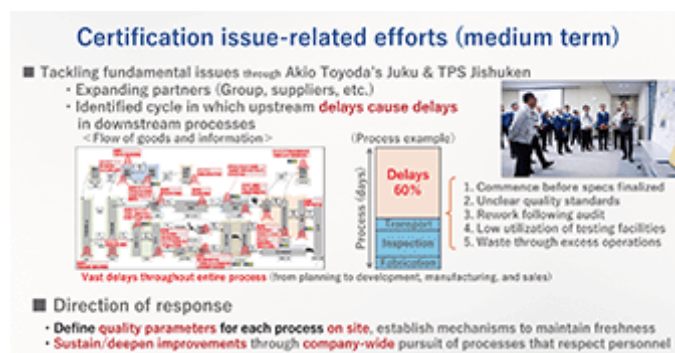 Certification issue-related efforts (medium term)
■ Tackling fundamental issues through Akio Toyoda's Juku & TPS Jishuken
・Expanding partners (Group, suppliers, etc.)
・Identified cycle in which upstream delays cause delays
in downstream processes
<Flow of goods and information>
(Process example)
Process (days)
Delays
60%
Transport
Inspection
Fabrication
1. Commence before specs finalized
2. Unclear quality standards
3. Rework following audit
4. Low utilization of testing facilities
5. Waste through excess operations
Vast delays throughout entire process (from planning to development, manufacturing, and sales)
■ Direction of response
・Define quality parameters for each process on site, establish mechanisms to maintain freshness
・Sustain/deepen improvements through company-wide pursuit of processes that respect personnel